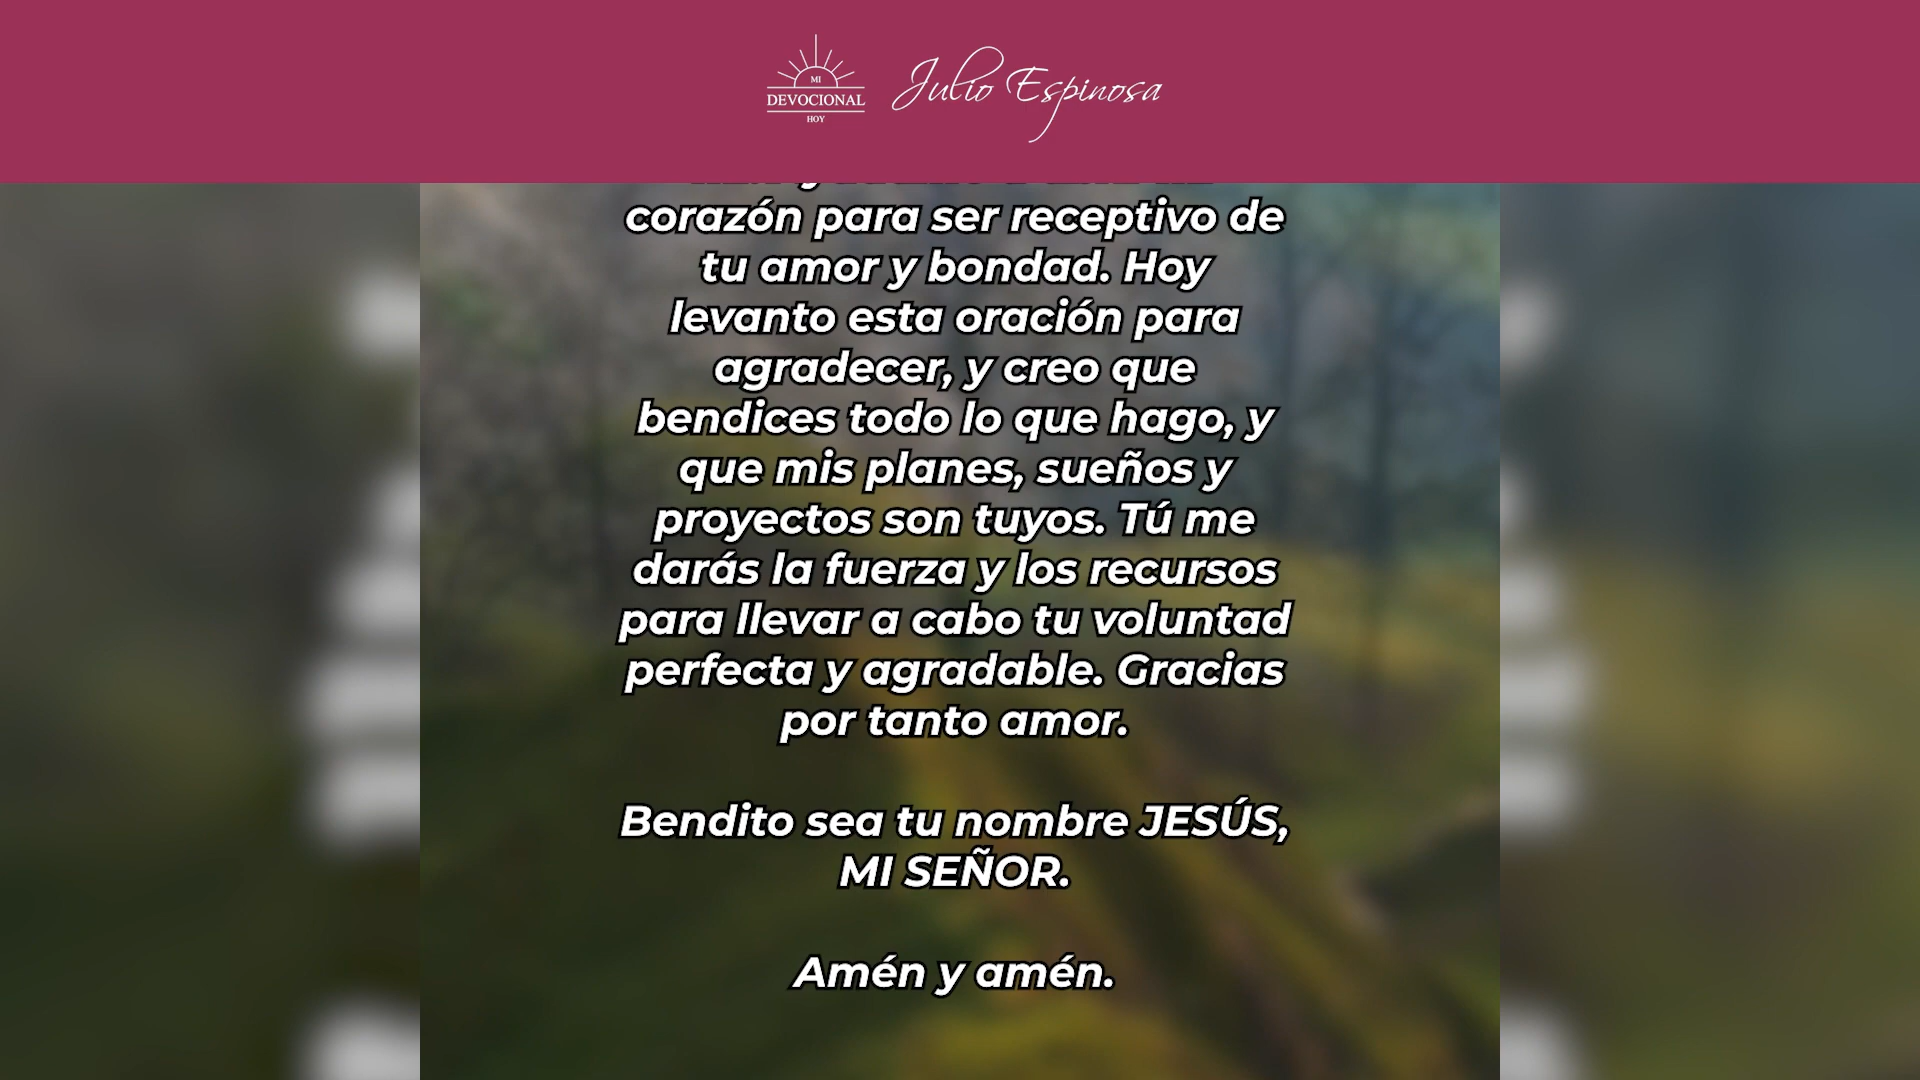 MI
DEVOCIONAL
HOY
Julio Espinosa
corazón para ser receptivo de
tu amor y bondad. Hoy
levanto esta oración para
agradecer, y creo que
bendices todo lo que hago, y
que mis planes, sueños y
proyectos son tuyos. Tú me
darás la fuerza y los recursos
para llevar a cabo tu voluntad
perfecta y agradable. Gracias
por tanto amor.
Bendito sea tu nombre JESÚS,
MI SEÑOR.
Amén y amén.